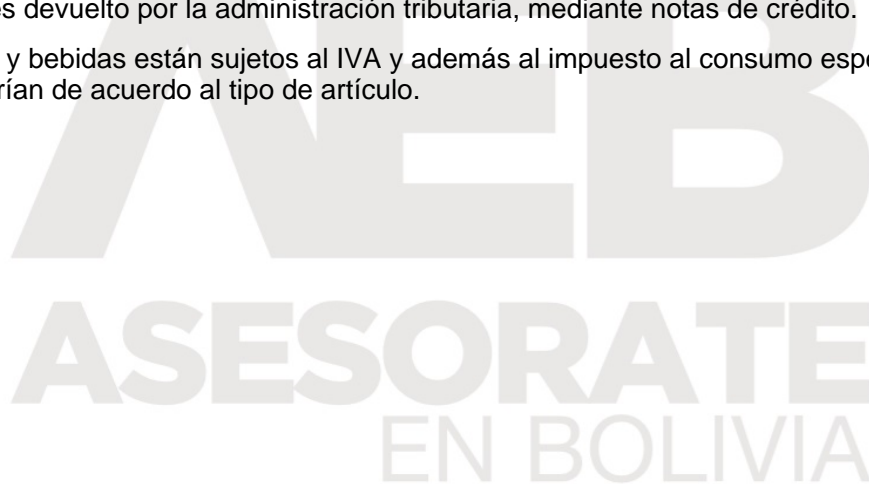 es devuelto por la administración tributaria, mediante notas de crédito.
y bebidas están sujetos al IVA y además al impuesto al consumo
rían de acuerdo al tipo de artículo.
AEB
ASESORATE
EN BOLIVIA